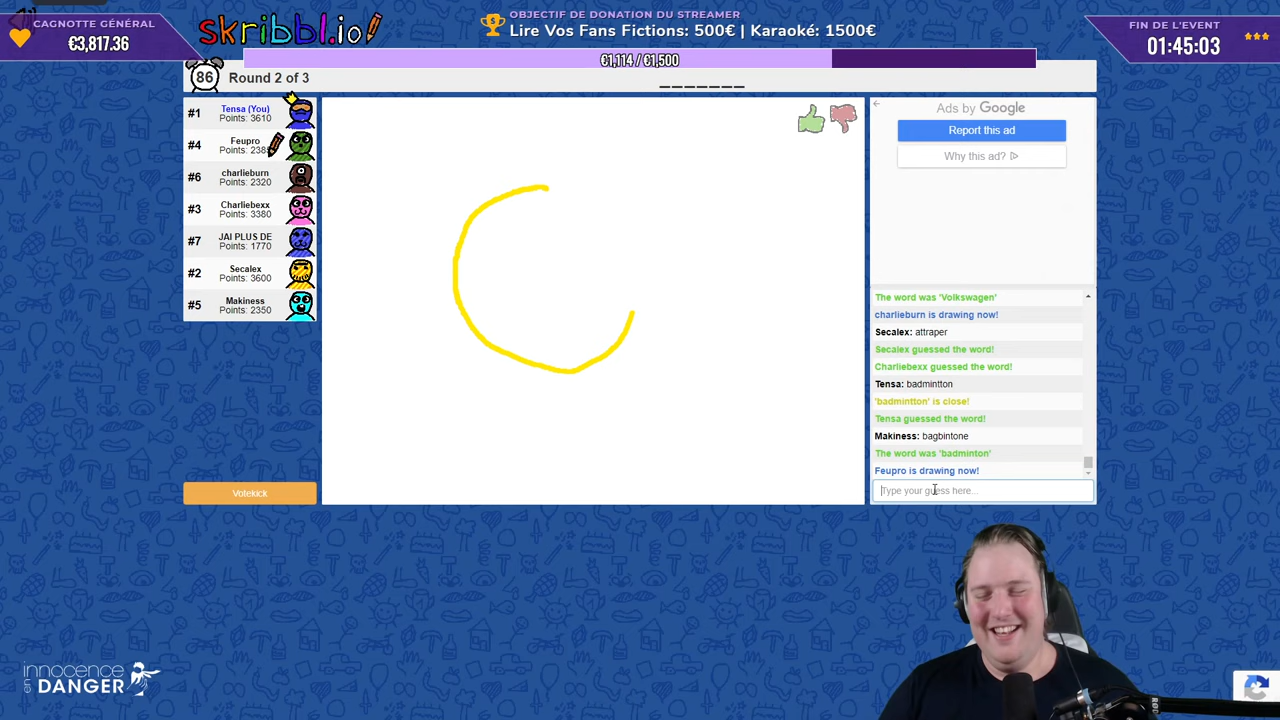 CAGNOTTE GÉNÉRAL
€3,817.36
skribbl.io
OBJECTIF DE DONATION DU STREAMER
Lire Vos Fans Fictions: 500€ | Karaoké: 1500€
€1,114 / €1,500
FIN DE L'EVENT
01:45:03
86
Round 2 of 3
_______
#1
Tensa (You)
Points: 3610
#4
Feupro
#6
charlieburn
Points: 2320
#3
Charliebexx
Points: 3380
#7
JAI PLUS DE
Points: 1770
#2
Secalex
Points: 3600
#5
Makiness
Points: 2350
Votekick
Ads by Google
Report this ad
Why this ad?
The word was 'Volkswagen'
charlieburn is drawing now!
Secalex: attraper
Secalex guessed the word!
Charliebexx guessed the word!
Tensa: badmintton
'badmintton' is close!
Tensa guessed the word!
Makiness: bagbintone
The word was 'badminton'
Feupro is drawing now!
Type your guess here...
innocence
en DANGER